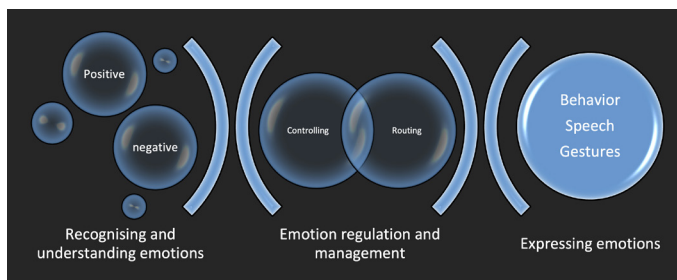 Positive
negative
Recognising and
understanding emotions
Controlling
Routing
Emotion regulation and
management
Behavior
Speech
Gestures
Expressing emotions